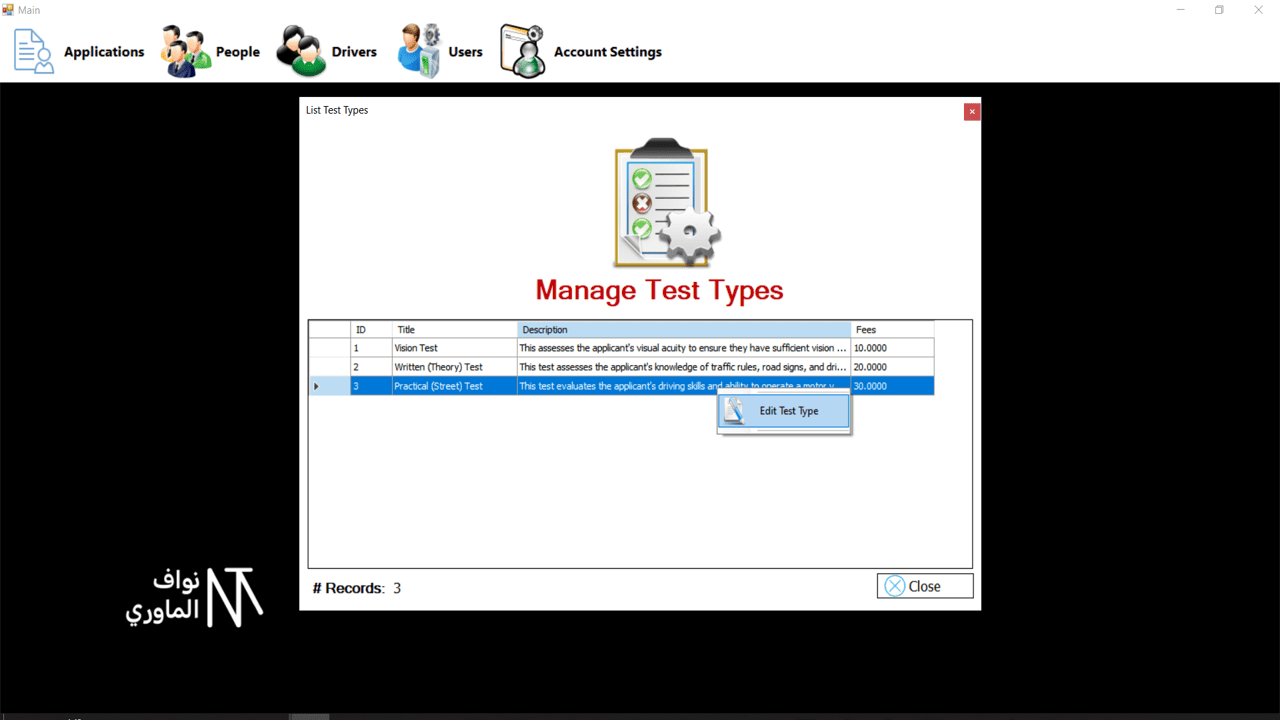 Main
Applications People Drivers Users Account Settings
List Test Types
Manage Test Types
ID Title Description Fees
1 Vision Test This assesses the applicant's visual acuity to ensure they have sufficient vision ... 10.0000
2 Written (Theory) Test This test assesses the applicant's knowledge of traffic rules, road signs, and dri... 20.0000
3 Practical (Street) Test This test evaluates the applicant's driving skills and ability to operate a motor v... 30.0000
Edit Test Type
# Records: 3
Close
نواف
الماوري